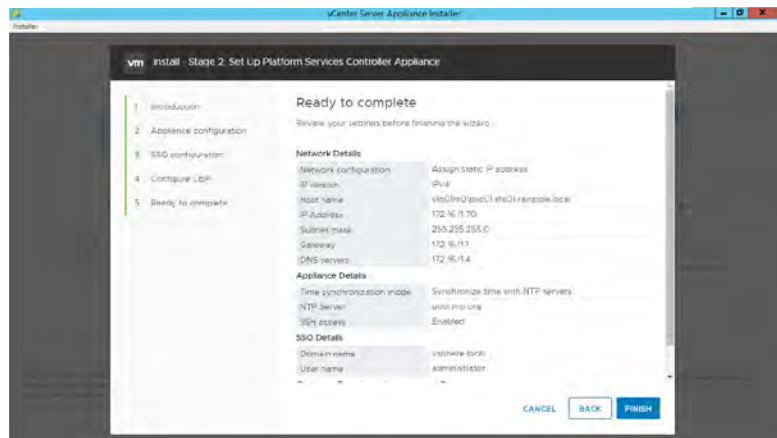 vCenter Server Appliance Installer
Installer
vm Install - Stage 2: Set Up Platform Services Controller Appliance
1 Introduction
2 Appliance configuration
3 SSO configuration
4 Configure CEIP
5 Ready to complete
Ready to complete
Review your settings before finishing the wizard.
Network Details
Network configuration Assign static IP address
IP version IPv4
Host name
IP Address 172.16.11.70
Subnet mask 255.255.255.0
Gateway 172.16.11.1
DNS servers 172.16.11.4
Appliance Details
Time synchronization mode Synchronize time with NTP servers
NTP Server
SSH access Enabled
SSO Details
Domain name vsphere.local
User name administrator
CANCEL BACK FINISH